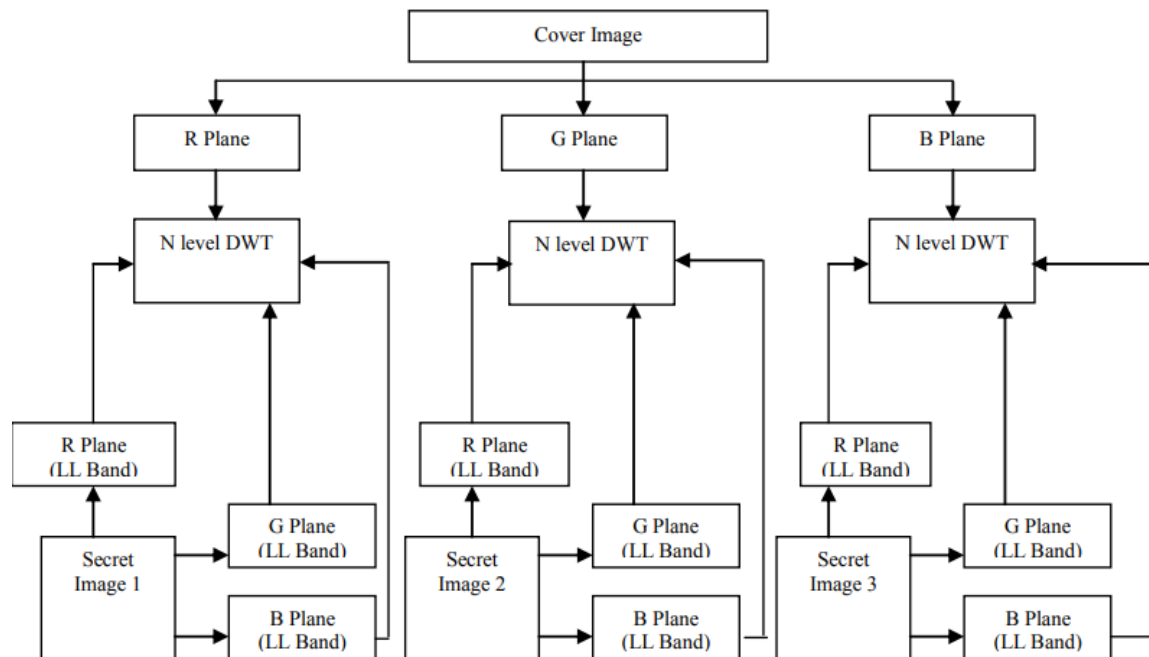 Cover Image
R Plane
G Plane
B Plane
N level DWT
N level DWT
N level DWT
R Plane
(LL Band)
R Plane
(LL Band)
R Plane
(LL Band)
G Plane
(LL Band)
G Plane
(LL Band)
G Plane
(LL Band)
Secret
Image 1
Secret
Image 2
Secret
Image 3
B Plane
(LL Band)
B Plane
(LL Band)
B Plane
(LL Band)